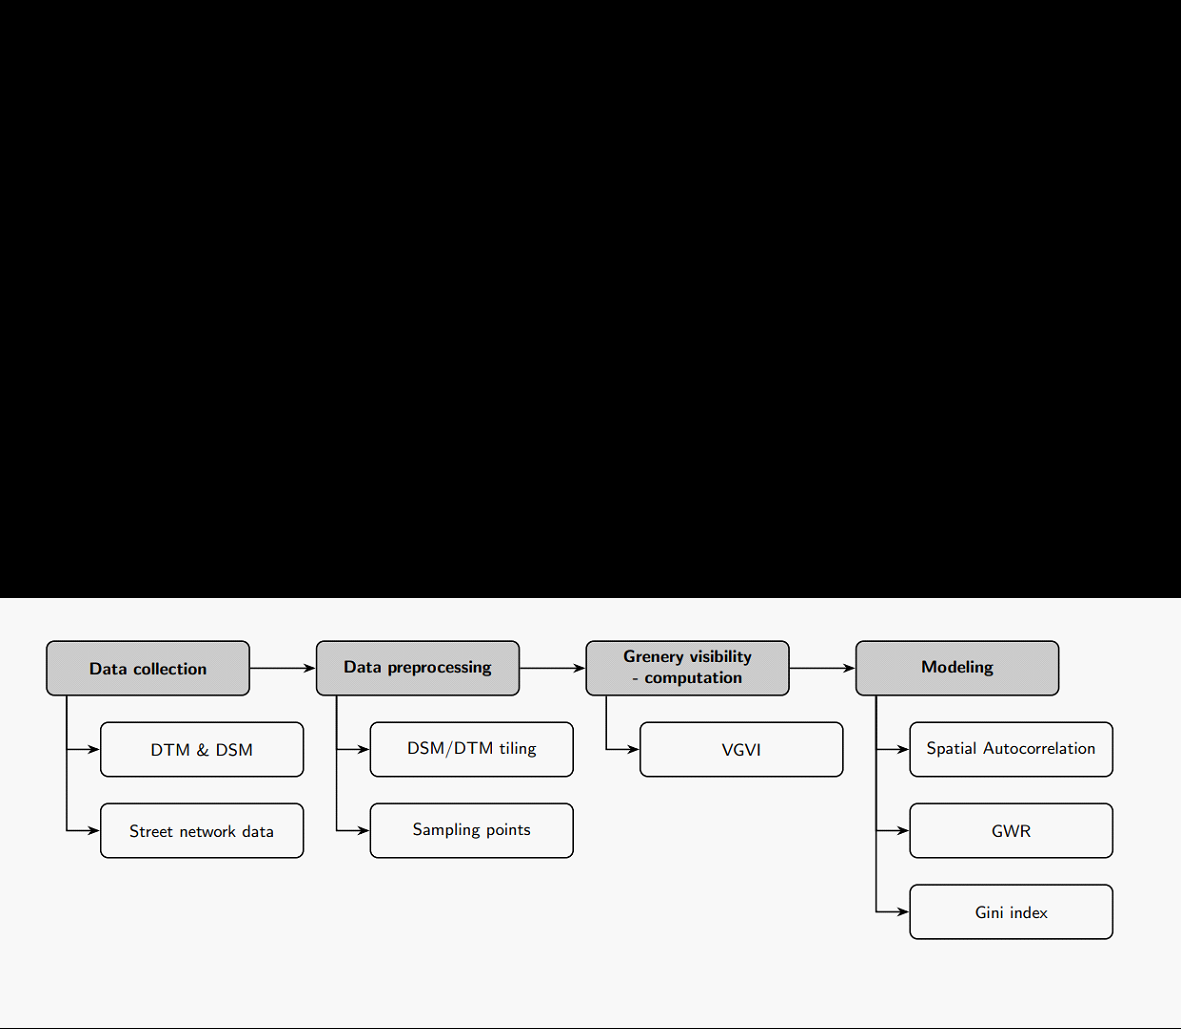 Data collection
Data preprocessing
Grenery visibility
- computation
Modeling
DTM & DSM
DSM/DTM tiling
VGVI
Spatial Autocorrelation
Street network data
Sampling points
GWR
Gini index